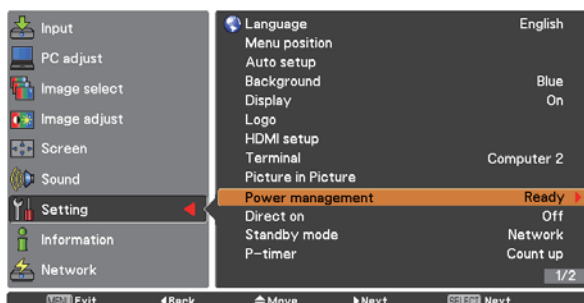 Input
PC adjust
Image select
Image adjust
Screen
Sound
Setting
Information
Network
Language English
Menu position
Auto setup
Background Blue
Display On
Logo
HDMI setup
Terminal Computer 2
Picture in Picture
Power management Ready
Direct on Off
Standby mode Network
P-timer Count up
1/2
MENU Exit Back Move Next SELECT Next